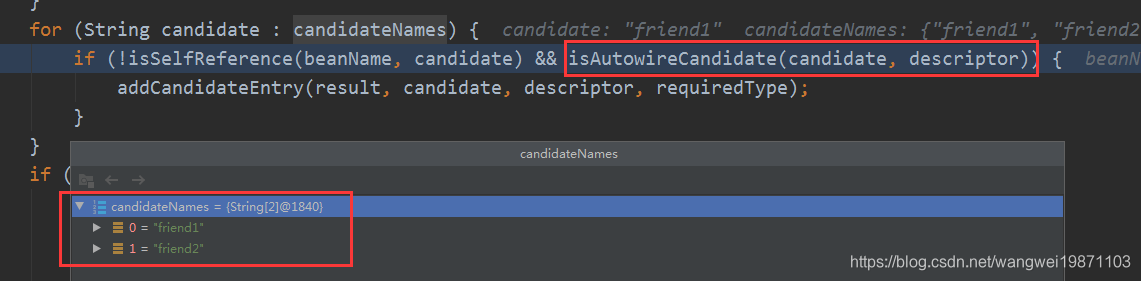 }
for (String candidate : candidateNames) { candidate: "friend1" candidateNames: {"friend1", "friend2
if (!isSelfReference(beanName, candidate) && isAutowireCandidate(candidate, descriptor)) { beanN
addCandidateEntry(result, candidate, descriptor, requiredType);
}
}
if (
candidateNames
candidateNames = {String[2]@1840}
0 = "friend1"
1 = "friend2"
https://blog.csdn.net/wangwei19871103